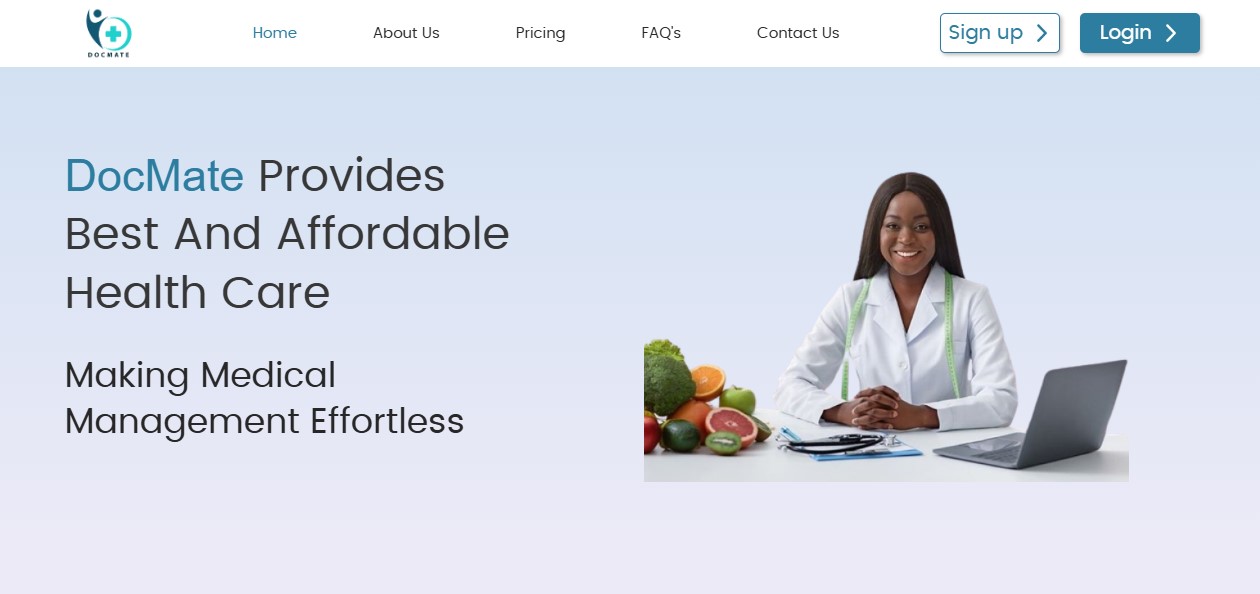 DOCMATE
Home
About Us
Pricing
FAQ's
Contact Us
Sign up
Login
DocMate Provides
Best And Affordable
Health Care
Making Medical
Management Effortless